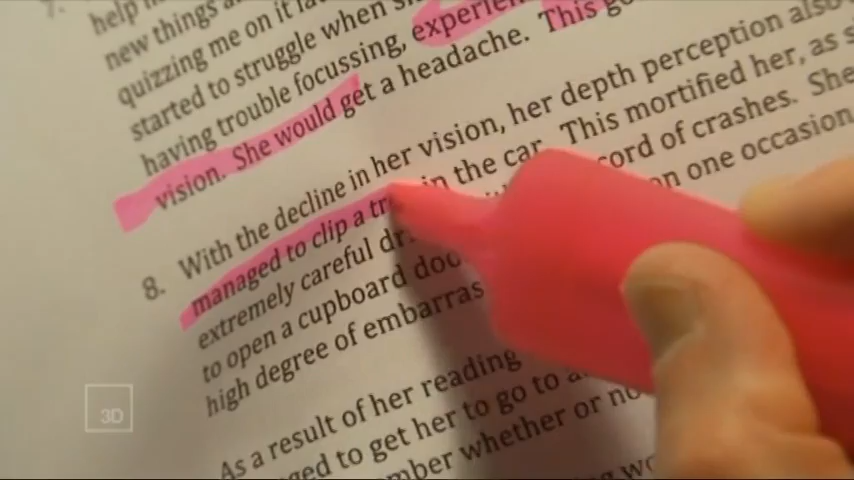 7.
help
new things
quizzing me on it
started to struggle when
having trouble focussing, experien
vision. She would get a headache. This
8. With the decline in her vision, her depth perception also
managed to clip a tr in the car. This mortified her, as
extremely careful dr cord of crashes. She
to open a cupboard doo on one occasion,
high degree of embarras
As a result of her reading
ged to get her to go to
mber whether or no
3D